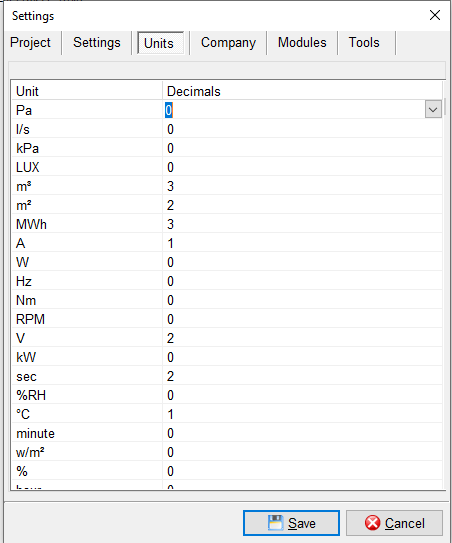 Settings
Project Settings Units Company Modules Tools
Unit Decimals
Pa 0
l/s 0
kPa 0
LUX 0
m³ 3
m² 2
MWh 3
A 1
W 0
Hz 0
Nm 0
RPM 0
V 2
kW 0
sec 2
%RH 0
°C 1
minute 0
w/m² 0
% 0
hour 0
Save Cancel